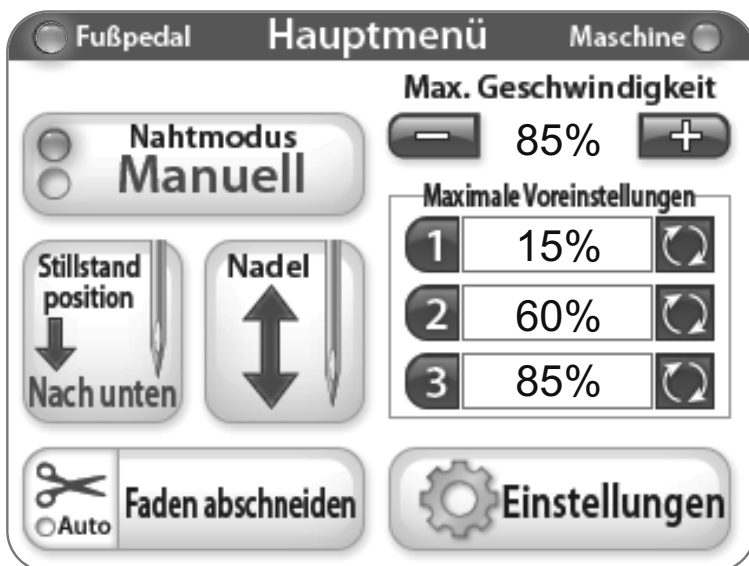 Fußpedal Hauptmenü Maschine
Max. Geschwindigkeit
85%
Nahtmodus
Manuell
Maximale Voreinstellungen
1 15%
2 60%
3 85%
Stillstand
position
Nach unten
Nadel
Auto
Faden abschneiden
Einstellungen